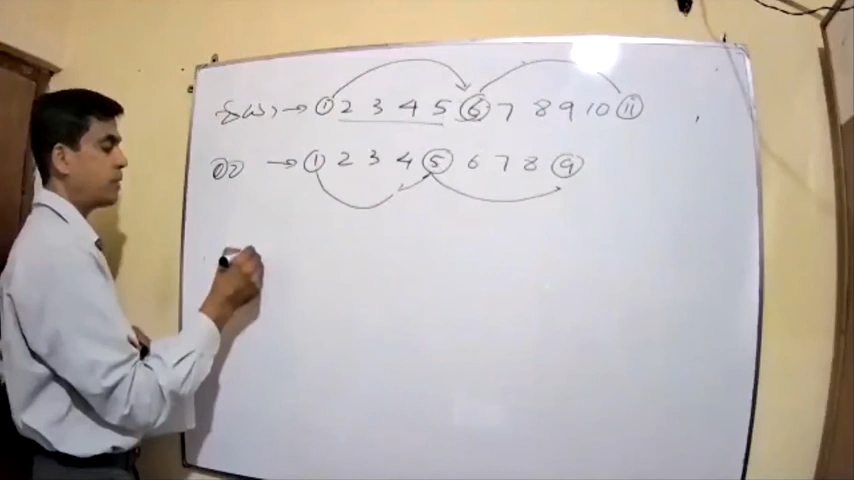 → ① 2 3 4 5 ⑥ 7 8 9 10 ⑪
→ ① 2 3 4 ⑤ 6 7 8 ⑨